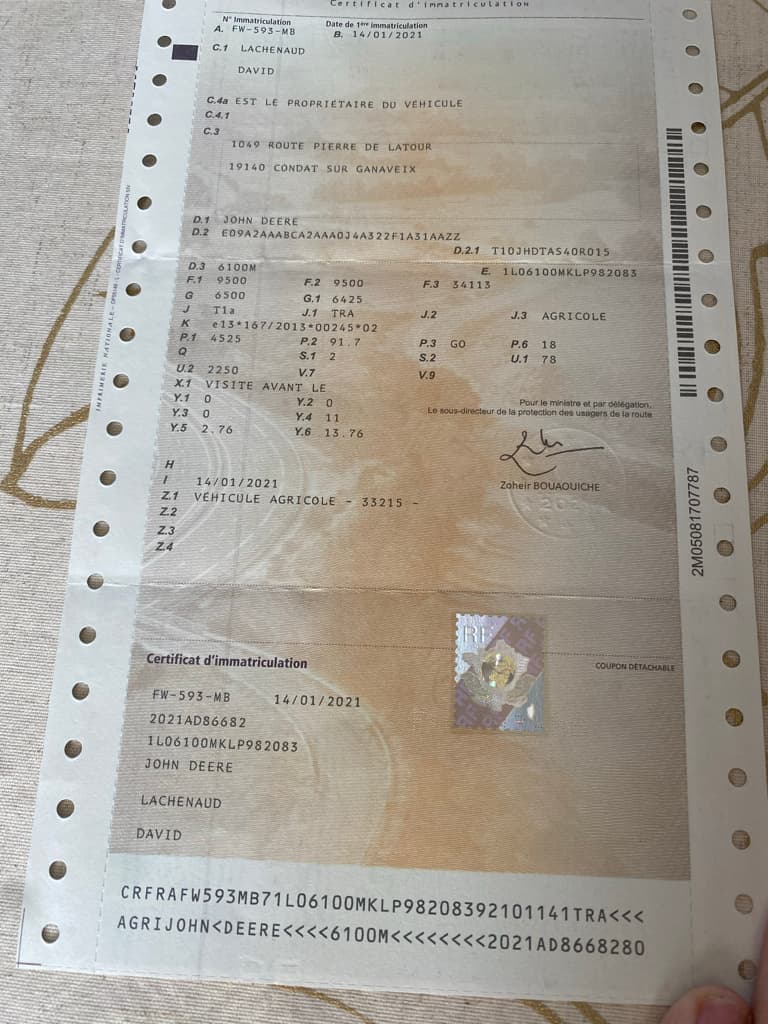 Certificat d'immatriculation
N° Immatriculation Date de 1ère immatriculation
A. FW-593-MB B. 14/01/2021
C.1 LACHENAUD
DAVID
C.4a EST LE PROPRIÉTAIRE DU VÉHICULE
C.4.1
C.3
1049 ROUTE PIERRE DE LATOUR
19140 CONDAT SUR GANAVEIX
D.1 JOHN DEERE
D.2 E09A2AAABCA2AAA0J4A322F1A31AAZZ
D.2.1 T10JHDTAS40R015
D.3 6100M E. 1L06100MKLP982083
F.1 9500 F.2 9500 F.3 34113
G 6500 G.1 6425
J T1a J.1 TRA J.2 J.3 AGRICOLE
K e13*167/2013*00245*02
P.1 4525 P.2 91.7 P.3 GO P.6 18
Q S.1 2 S.2 U.1 78
U.2 2250 V.7 V.9
X.1 VISITE AVANT LE
Y.1 0 Y.2 0
Y.3 0 Y.4 11
Y.5 2.76 Y.6 13.76
Pour le ministre et par délégation.
Le sous-directeur de la protection des usagers de la route
Zoheir BOUAOUICHE
H
I 14/01/2021
Z.1 VÉHICULE AGRICOLE - 33215 -
Z.2
Z.3
Z.4
2M05081707787
RF
Certificat d'immatriculation
COUPON DÉTACHABLE
FW-593-MB 14/01/2021
2021AD86682
1L06100MKLP982083
JOHN DEERE
LACHENAUD
DAVID
CRFRAFW593MB71L06100MKLP98208392101141TRA<<<
AGRIJOHN<DEERE<<<<6100M<<<<<<<<2021AD8668280